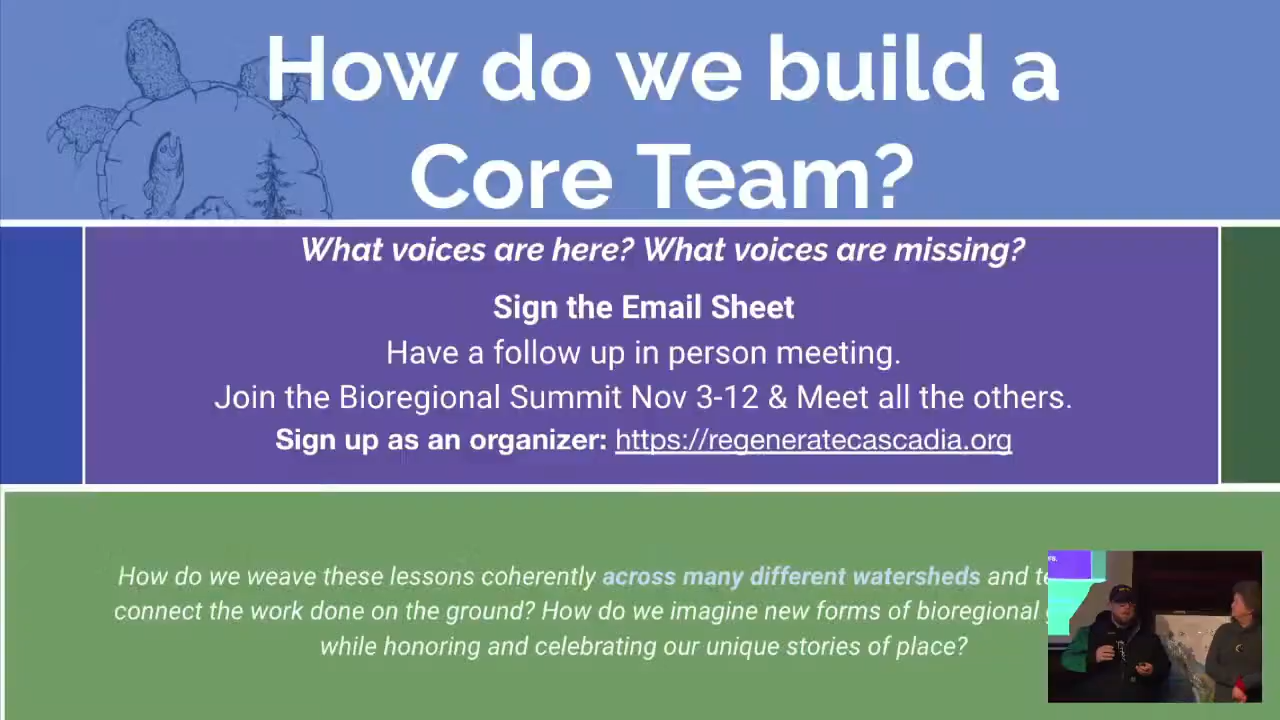 How do we build a
Core Team?
What voices are here? What voices are missing?
Sign the Email Sheet
Have a follow up in person meeting.
Join the Bioregional Summit Nov 3-12 & Meet all the others.
Sign up as an organizer: https://regeneratecascadia.org
How do we weave these lessons coherently across many different watersheds and
connect the work done on the ground? How do we imagine new forms of bioregional
while honoring and celebrating our unique stories of place?